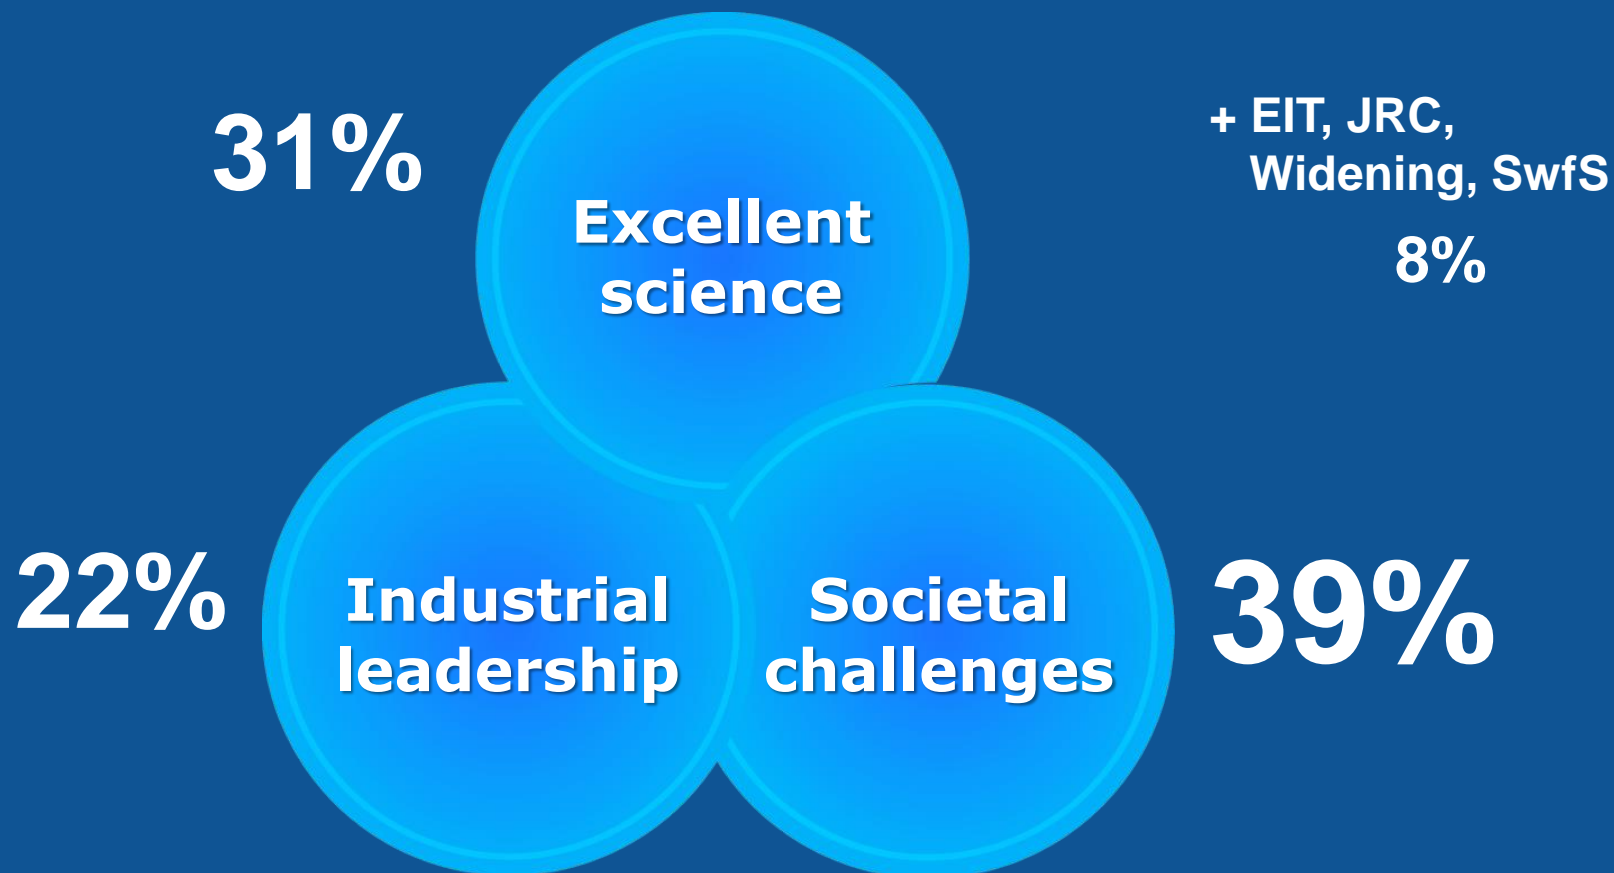 31%
Excellent
science
+ EIT, JRC,
Widening, SwfS
8%
22%
Industrial
leadership
Societal
challenges
39%